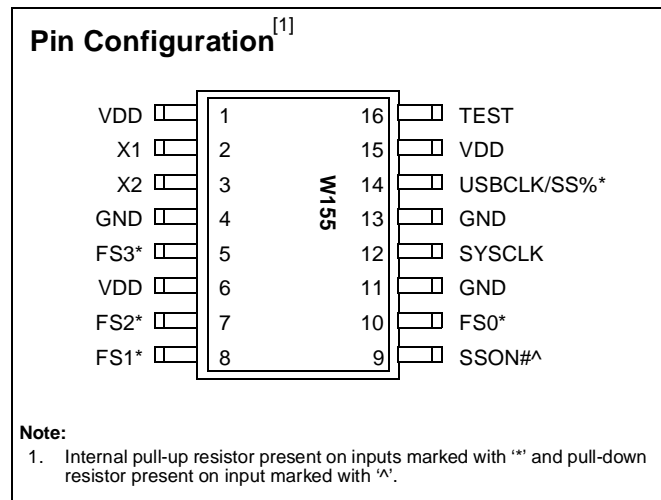 Pin Configuration[1]
VDD 1 16 TEST
X1 2 15 VDD
X2 3 14 USBCLK/SS%*
GND 4 13 GND
FS3* 5 12 SYSCLK
VDD 6 11 GND
FS2* 7 10 FS0*
FS1* 8 9 SSON#^
W155
Note:
1. Internal pull-up resistor present on inputs marked with ‘*’ and pull-down
resistor present on input marked with ‘^’.